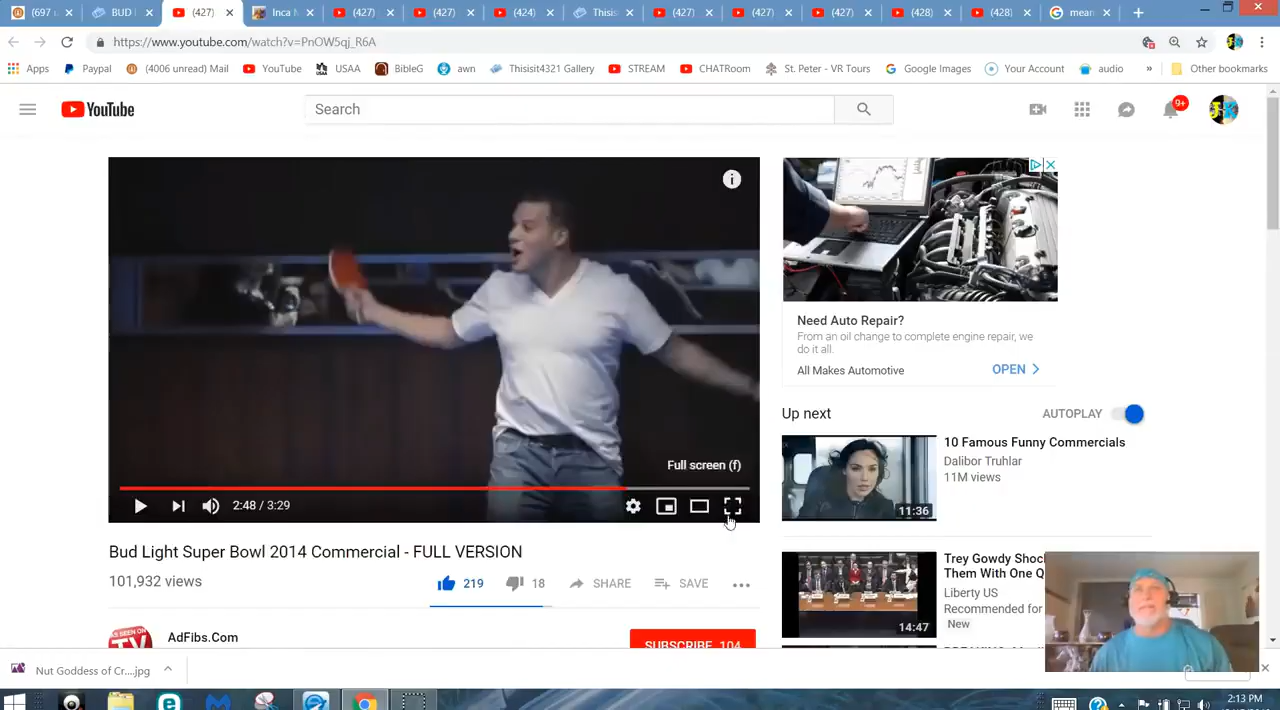 (697 u
BUD L
(427)
Inca M
(427)
(427)
(424)
Thisis
(427)
(427)
(427)
(428)
(428)
mean
https://www.youtube.com/watch?v=PnOW5qj_R6A
Apps
Paypal
(4006 unread) Mail
YouTube
USAA
BibleG
awn
Thisisit4321 Gallery
STREAM
CHATRoom
St. Peter - VR Tours
Google Images
Your Account
audio
»
Other bookmarks
YouTube
Search
9+
Need Auto Repair?
From an oil change to complete engine repair, we
do it all.
All Makes Automotive
OPEN
Full screen (f)
2:48 / 3:29
Up next
AUTOPLAY
10 Famous Funny Commercials
Dalibor Truhlar
11M views
11:36
Bud Light Super Bowl 2014 Commercial - FULL VERSION
101,932 views
219
18
SHARE
SAVE
Trey Gowdy Shoc
Them With One Q
Liberty US
Recommended for
New
14:47
AdFibs.Com
SUBSCRIBE 104
Nut Goddess of Cr....jpg
2:13 PM